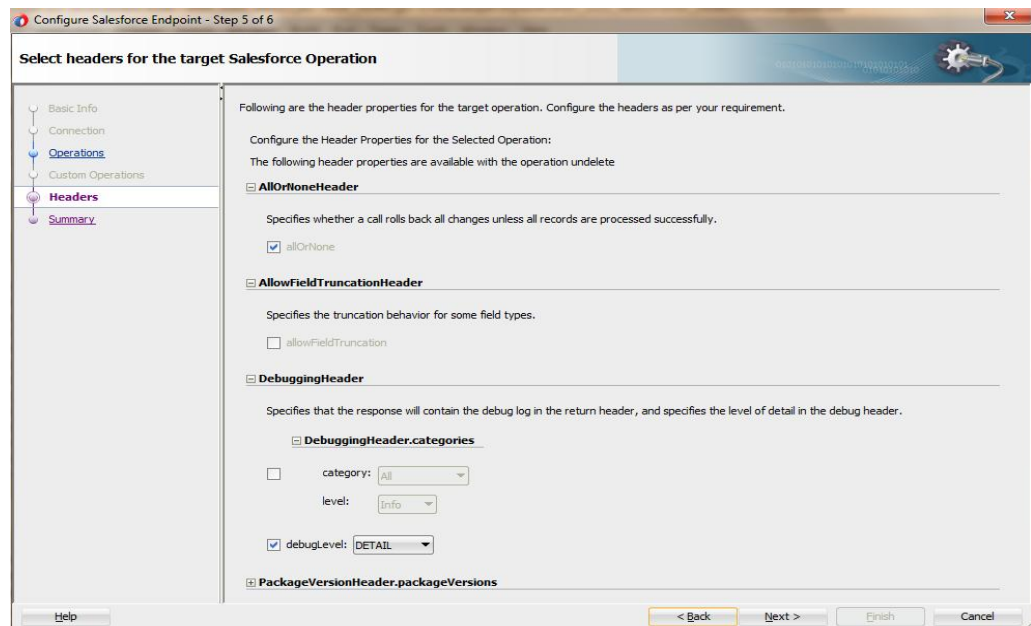 Configure Salesforce Endpoint - Step 5 of 6
Select headers for the target Salesforce Operation
Basic Info
Connection
Operations
Custom Operations
Headers
Summary
Following are the header properties for the target operation. Configure the headers as per your requirement.
Configure the Header Properties for the Selected Operation:
The following header properties are available with the operation undelete
AllOrNoneHeader
Specifies whether a call rolls back all changes unless all records are processed successfully.
allOrNone
AllowFieldTruncationHeader
Specifies the truncation behavior for some field types.
allowFieldTruncation
DebuggingHeader
Specifies that the response will contain the debug log in the return header, and specifies the level of detail in the debug header.
DebuggingHeader.categories
category: All
level: Info
debugLevel: DETAIL
PackageVersionHeader.packageVersions
Help < Back Next > Finish Cancel